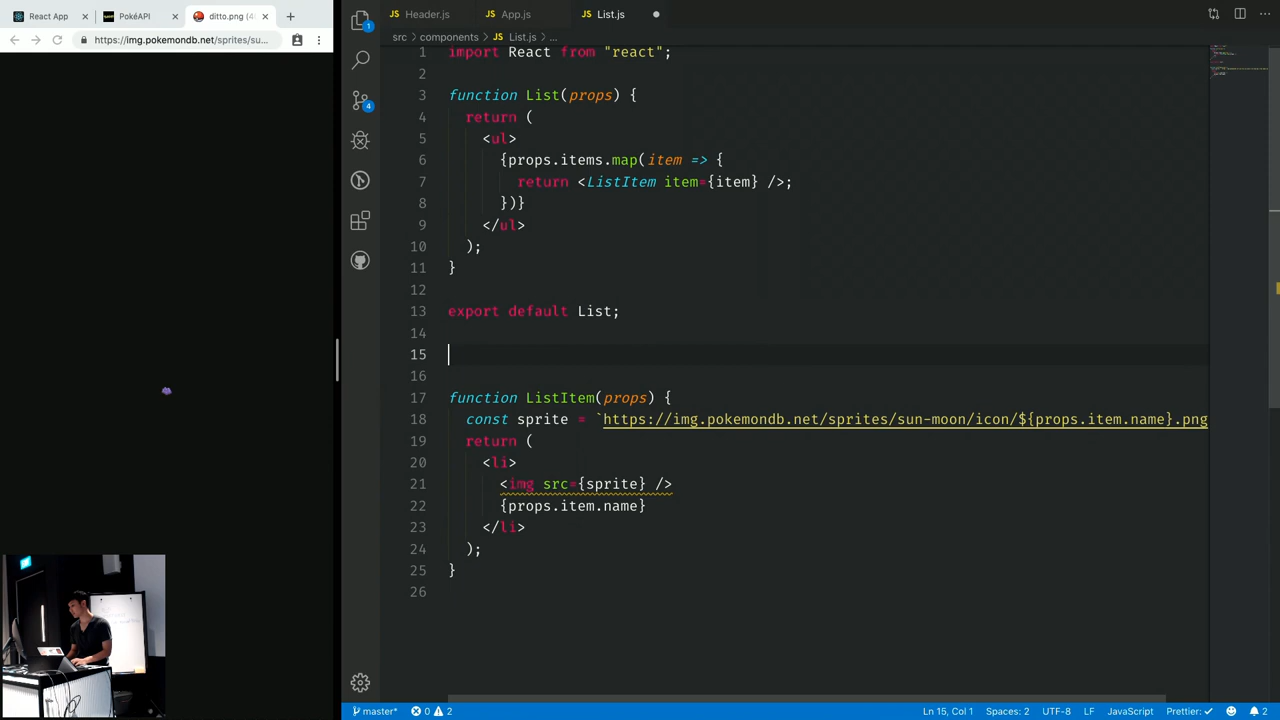 React App
PokéAPI
ditto.png (4
https://img.pokemondb.net/sprites/su...
Header.js
App.js
List.js
src
components
List.js
...
1
4
1 import React from "react";
2
3 function List(props) {
4 return (
5 <ul>
6 {props.items.map(item => {
7 return <ListItem item={item} />;
8 })}
9 </ul>
10 );
11 }
12
13 export default List;
14
15
16
17 function ListItem(props) {
18 const sprite = `https://img.pokemondb.net/sprites/sun-moon/icon/${props.item.name}.png
19 return (
20 <li>
21 <img src={sprite} />
22 {props.item.name}
23 </li>
24 );
25 }
26
master* 0 2 Ln 15, Col 1 Spaces: 2 UTF-8 LF JavaScript Prettier: ✓ 2